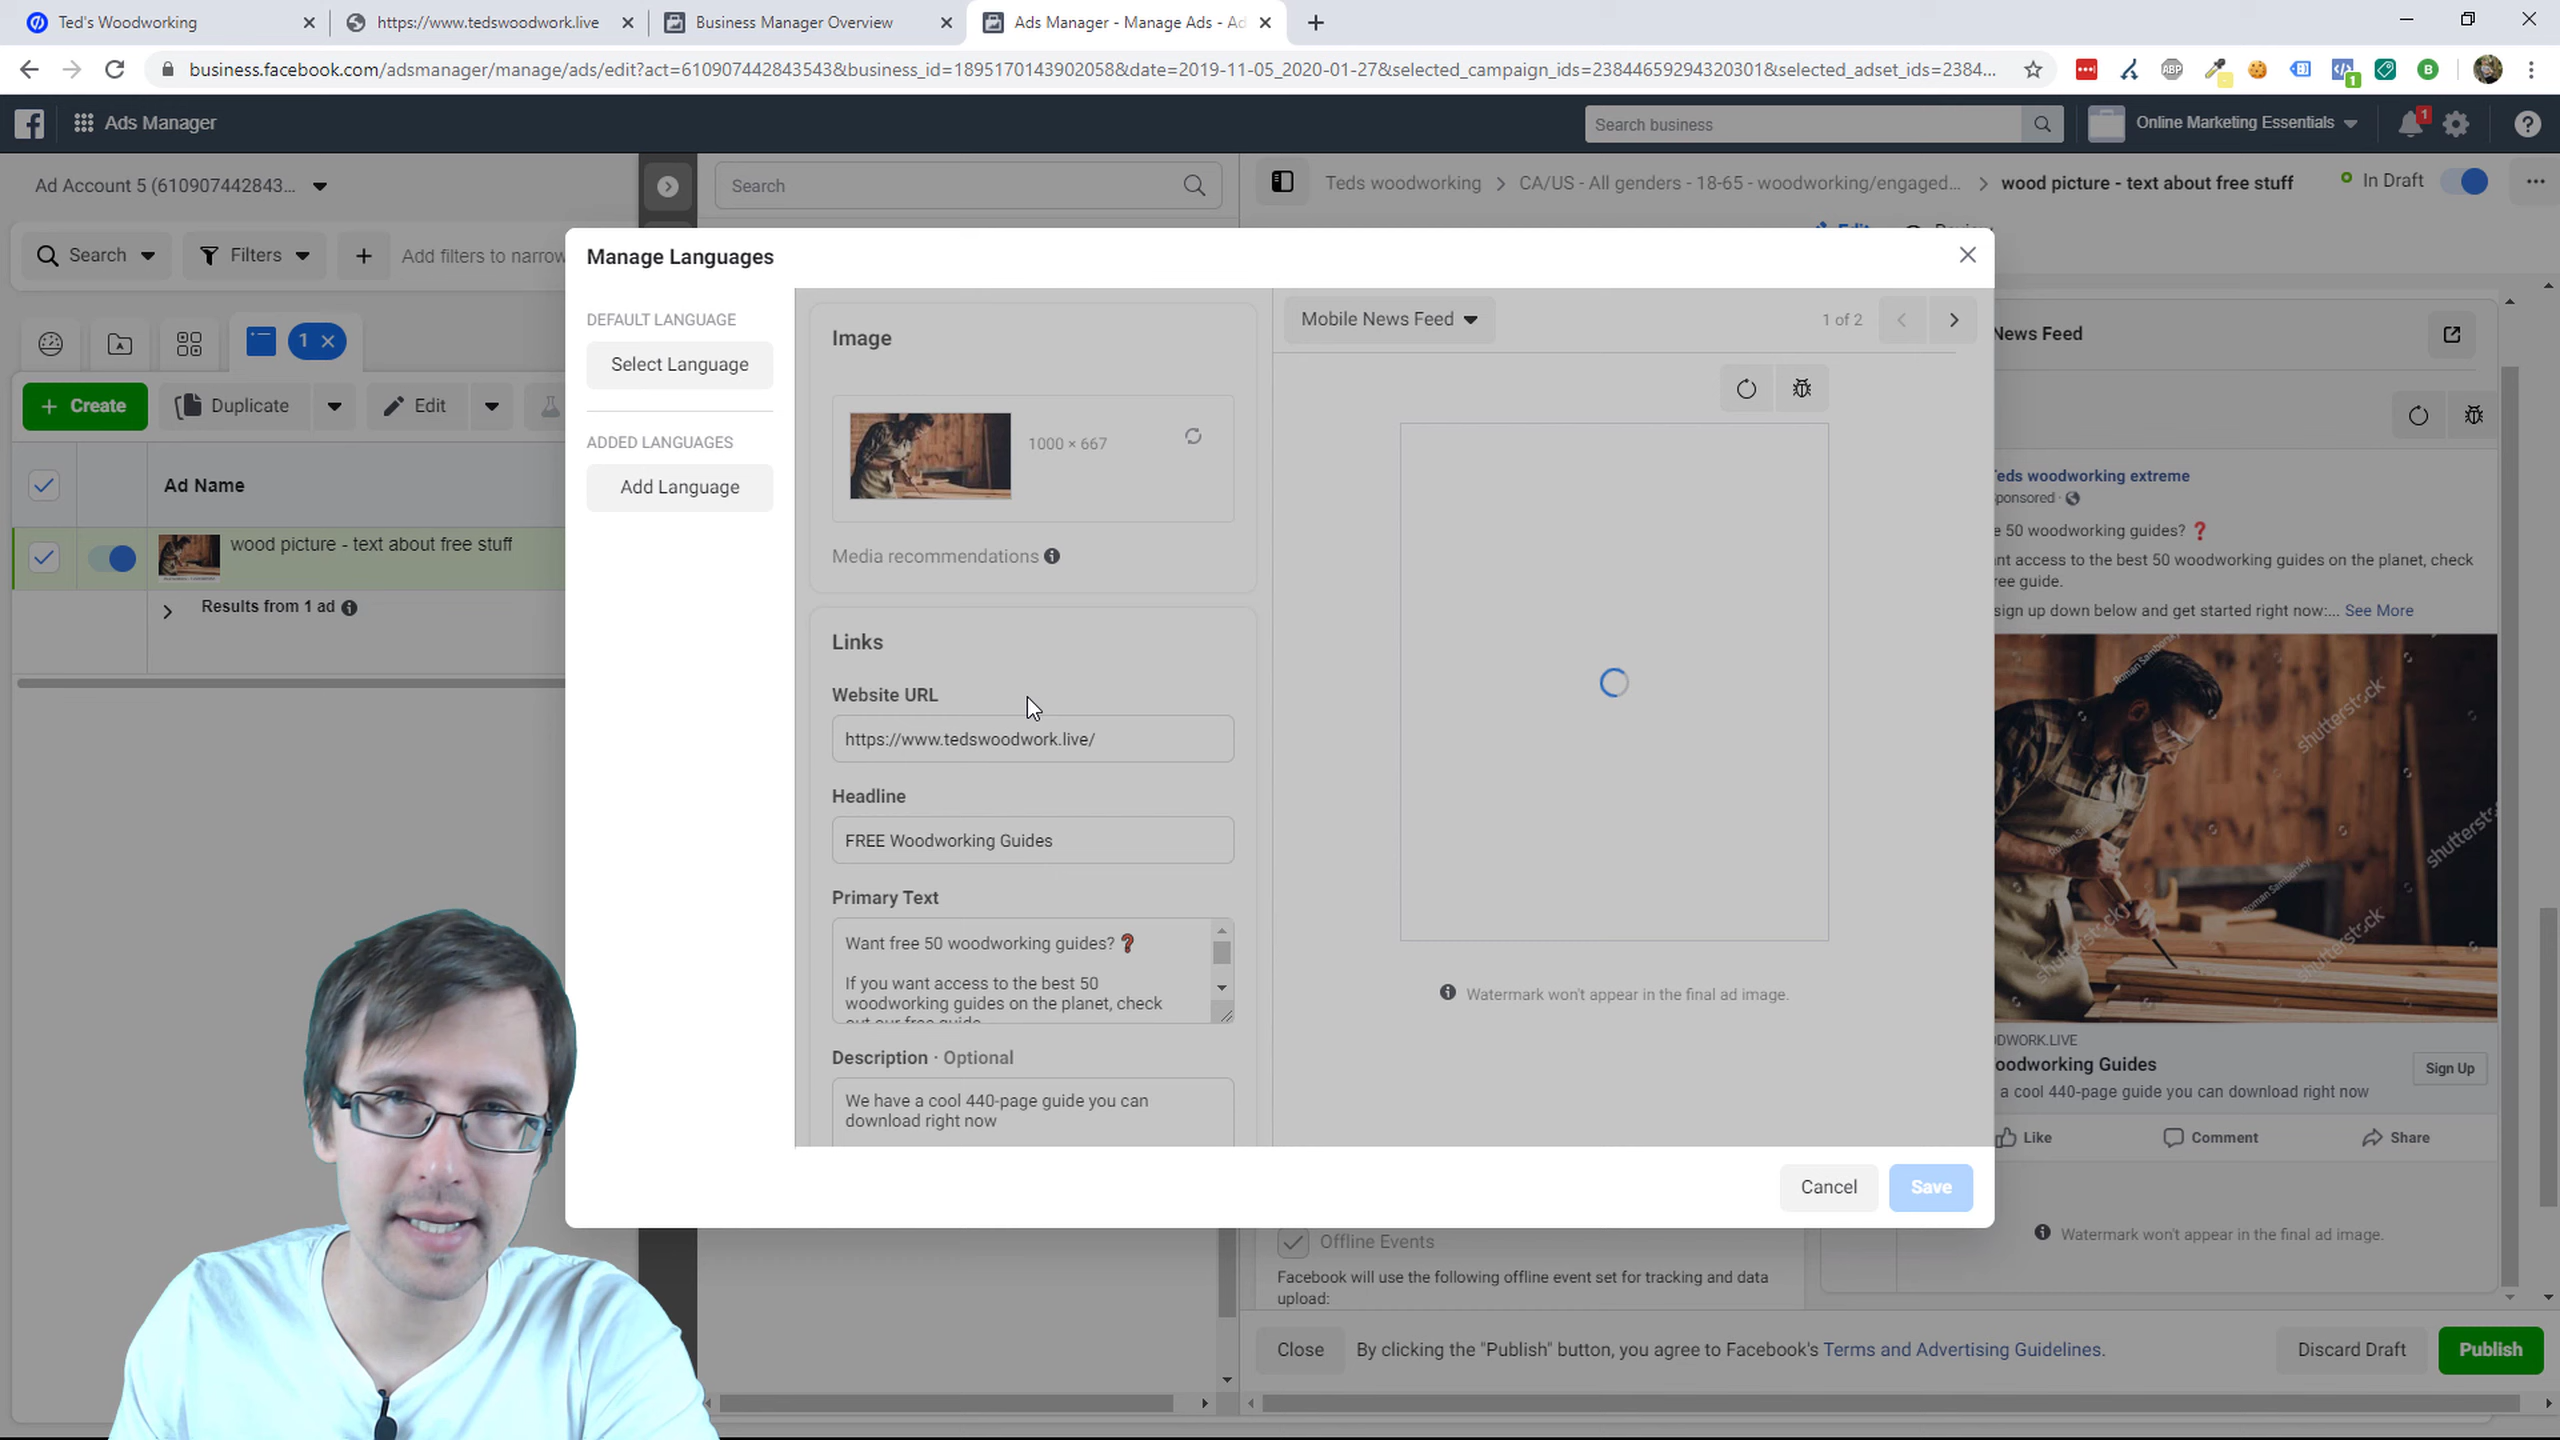 Ted's Woodworking
https://www.tedswoodwork.live
Business Manager Overview
Ads Manager - Manage Ads - Ad
business.facebook.com/adsmanager/manage/ads/edit?act=610907442843543&business_id=1895170143902058&date=2019-11-05_2020-01-27&selected_campaign_ids=23844659294320301&selected_adset_ids=2384...
Ads Manager
Search business
Online Marketing Essentials
1
Ad Account 5 (610907442843...
Search
Teds woodworking
CA/US - All genders - 18-65 - woodworking/engaged...
wood picture - text about free stuff
In Draft
Search
Filters
Add filters to narrow
Manage Languages
DEFAULT LANGUAGE
Select Language
ADDED LANGUAGES
Add Language
Image
1000 × 667
Media recommendations
Links
Website URL
https://www.tedswoodwork.live/
Headline
FREE Woodworking Guides
Primary Text
Want free 50 woodworking guides? ❓
If you want access to the best 50
woodworking guides on the planet, check
out our free guide.
Description · Optional
We have a cool 440-page guide you can
download right now
Mobile News Feed
1 of 2
Watermark won't appear in the final ad image.
Cancel
Save
1
Create
Duplicate
Edit
Ad Name
wood picture - text about free stuff
Results from 1 ad
News Feed
Teds woodworking extreme
Sponsored
e 50 woodworking guides? ❓
nt access to the best 50 woodworking guides on the planet, check
ree guide.
sign up down below and get started right now:... See More
shutterstock
Roman Samborskyi
DWORK.LIVE
oodworking Guides
a cool 440-page guide you can download right now
Sign Up
Like
Comment
Share
Watermark won't appear in the final ad image.
Offline Events
Facebook will use the following offline event set for tracking and data
upload:
Close
By clicking the "Publish" button, you agree to Facebook's Terms and Advertising Guidelines.
Discard Draft
Publish